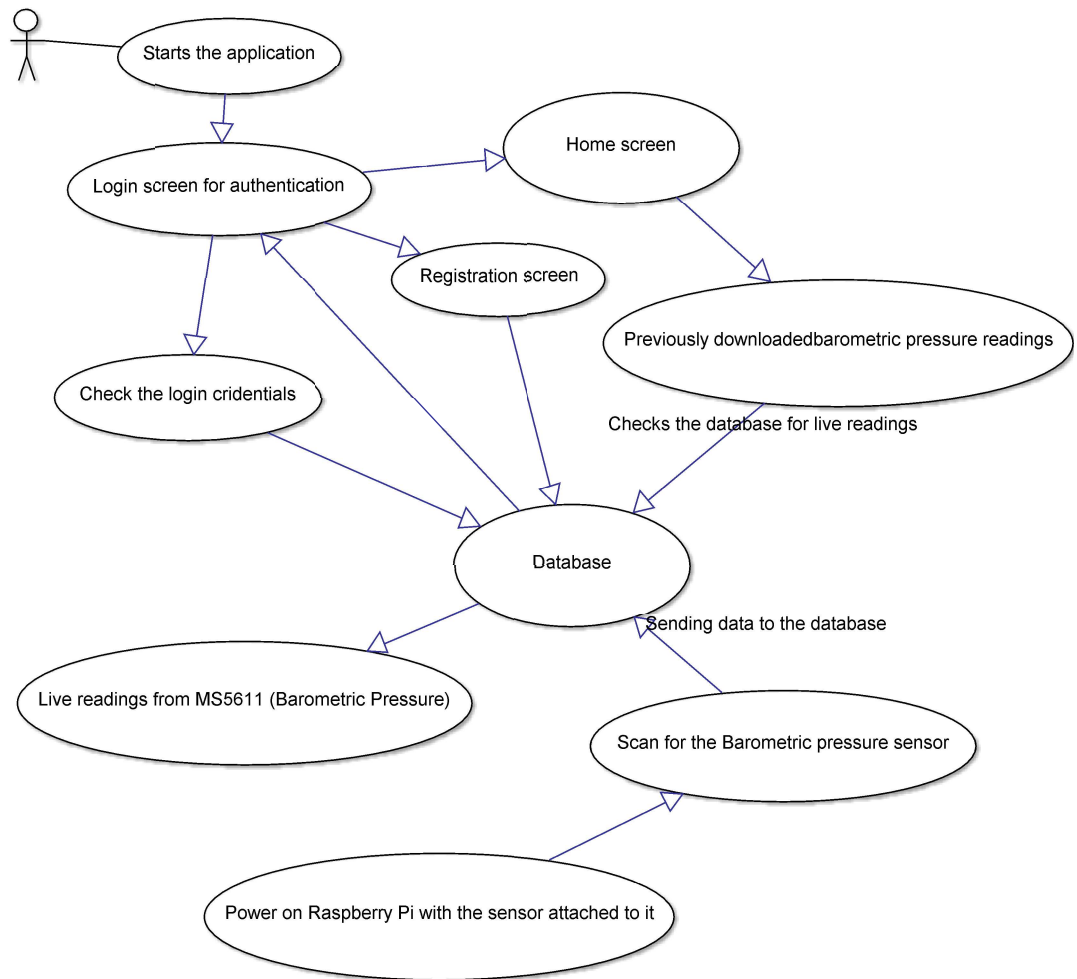 Starts the application
Home screen
Login screen for authentication
Registration screen
Previously downloadedbarometric pressure readings
Check the login cridentials
Checks the database for live readings
Database
Sending data to the database
Live readings from MS5611 (Barometric Pressure)
Scan for the Barometric pressure sensor
Power on Raspberry Pi with the sensor attached to it